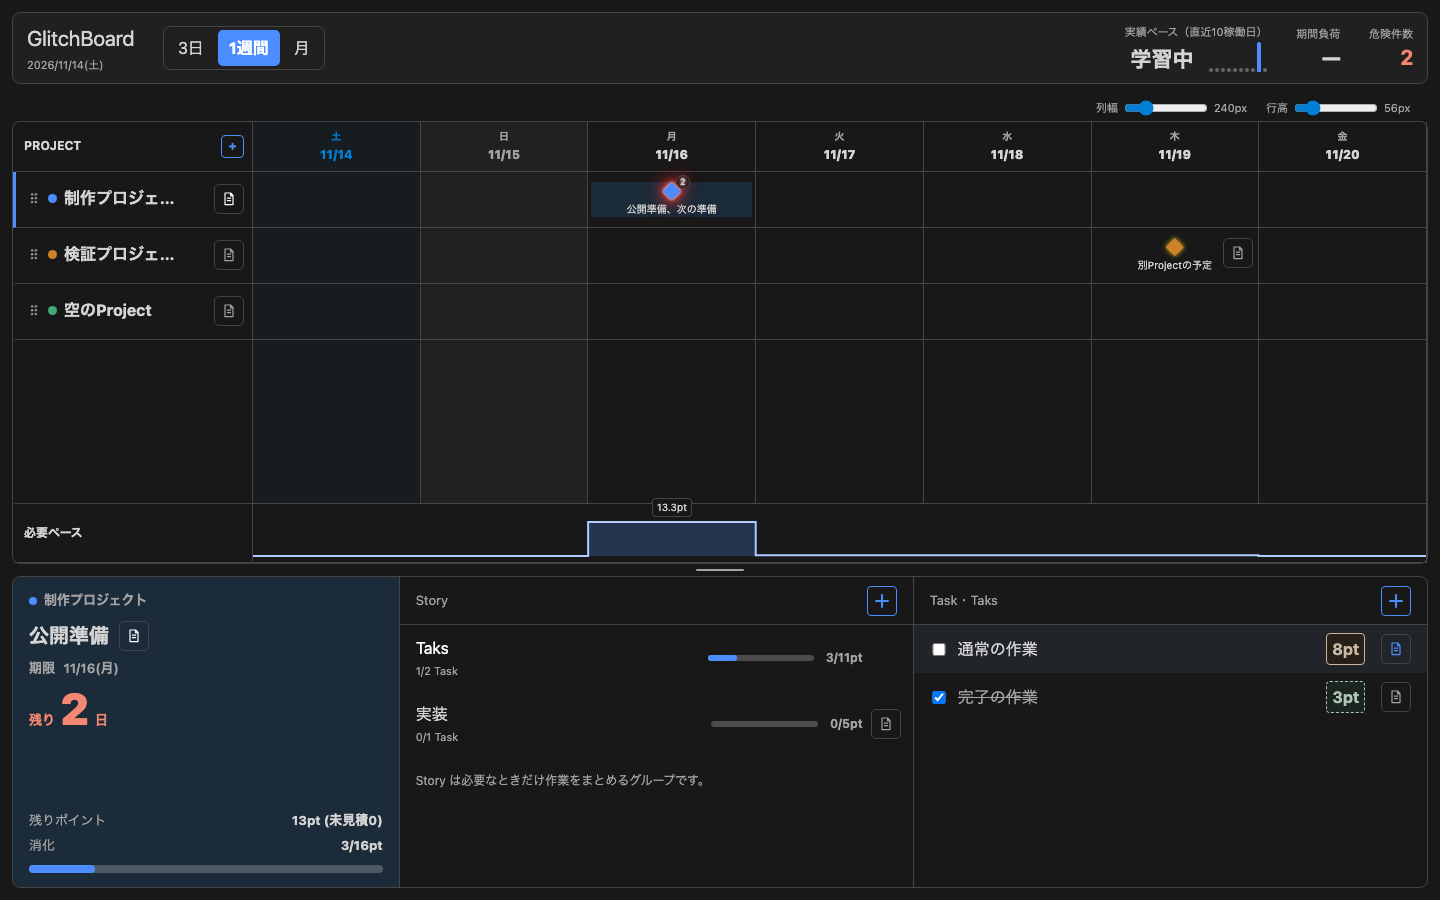 GlitchBoard
2026/11/14(土)
3日 1週間 月
実績ペース（直近10稼働日）
学習中
期間負荷
—
危険件数
2
列幅 240px 行高 56px
PROJECT +
土 11/14
日 11/15
月 11/16
火 11/17
水 11/18
木 11/19
金 11/20
制作プロジェ...
2
公開準備、次の準備
検証プロジェ...
別Projectの予定
空のProject
必要ペース
13.3pt
制作プロジェクト
公開準備
期限 11/16(月)
残り 2 日
残りポイント 13pt (未見積0)
消化 3/16pt
Story +
Taks
1/2 Task
3/11pt
実装
0/1 Task
0/5pt
Story は必要なときだけ作業をまとめるグループです。
Task・Taks +
通常の作業 8pt
完了の作業 3pt